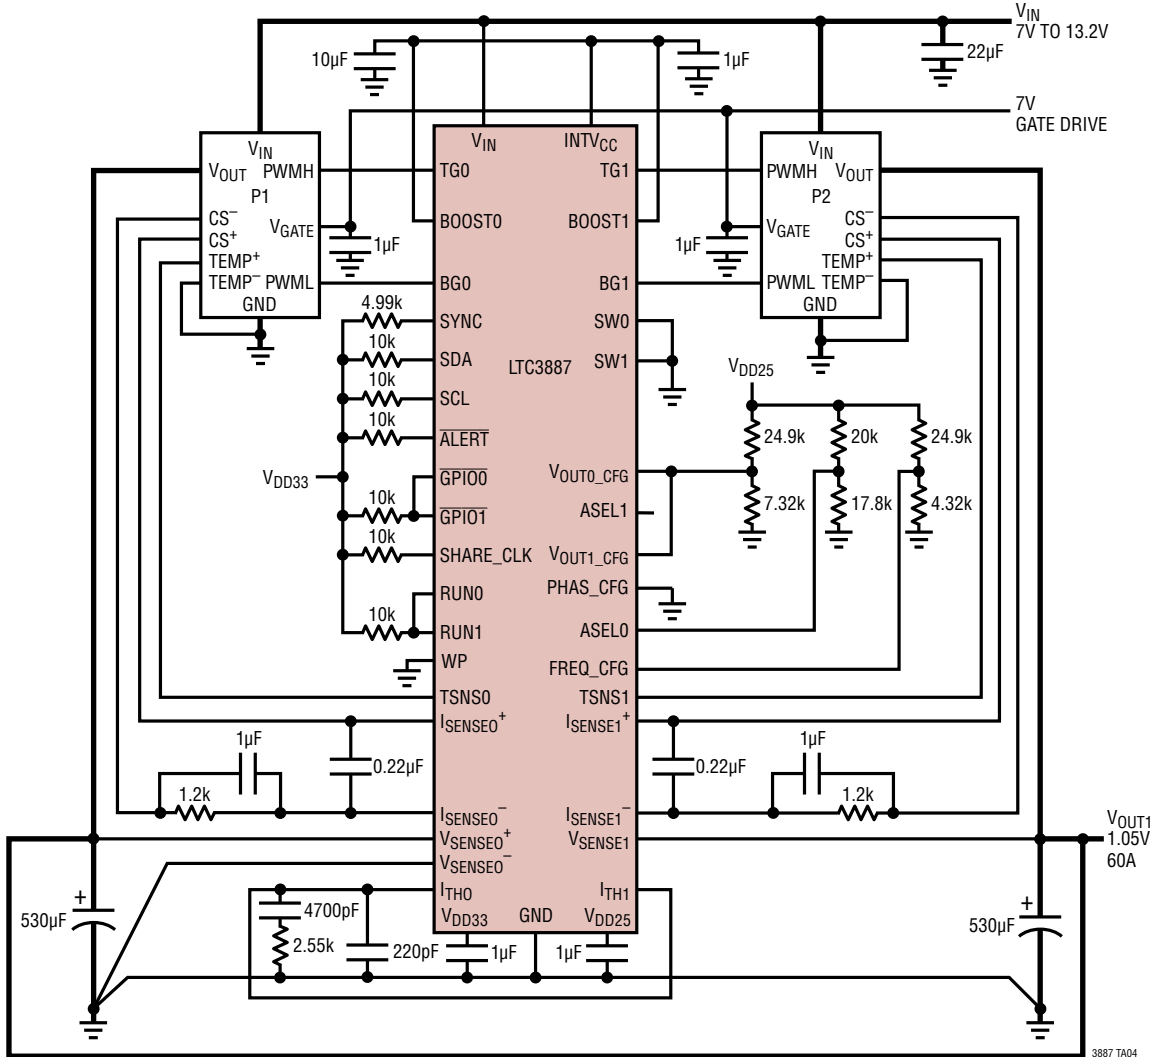 VIN
7V TO 13.2V
10µF
1µF
22µF
7V
GATE DRIVE
VIN
VOUT
PWMH
P1
CS−
CS+
VGATE
TEMP+
TEMP−
PWML
GND
1µF
VIN
INTVCC
TG0
TG1
BOOST0
BOOST1
BG0
BG1
SYNC
SW0
SDA
SW1
LTC3887
SCL
ALERT
GPIO0
VOUT0_CFG
GPIO1
ASEL1
SHARE_CLK
VOUT1_CFG
RUN0
PHAS_CFG
RUN1
ASEL0
WP
FREQ_CFG
TSNS0
TSNS1
ISENSE0+
ISENSE1+
ISENSE0−
ISENSE1−
VSENSE0+
VSENSE1
VSENSE0−
ITH0
ITH1
VDD33
GND
VDD25
1µF
VIN
PWMH
VOUT
P2
CS−
VGATE
CS+
TEMP+
PWML
TEMP−
GND
4.99k
10k
10k
10k
VDD33
10k
10k
10k
VDD25
24.9k
20k
24.9k
7.32k
17.8k
4.32k
1µF
0.22µF
1.2k
0.22µF
1µF
1.2k
VOUT1
1.05V
60A
530µF
4700pF
2.55k
220pF
1µF
1µF
530µF
3887 TA04